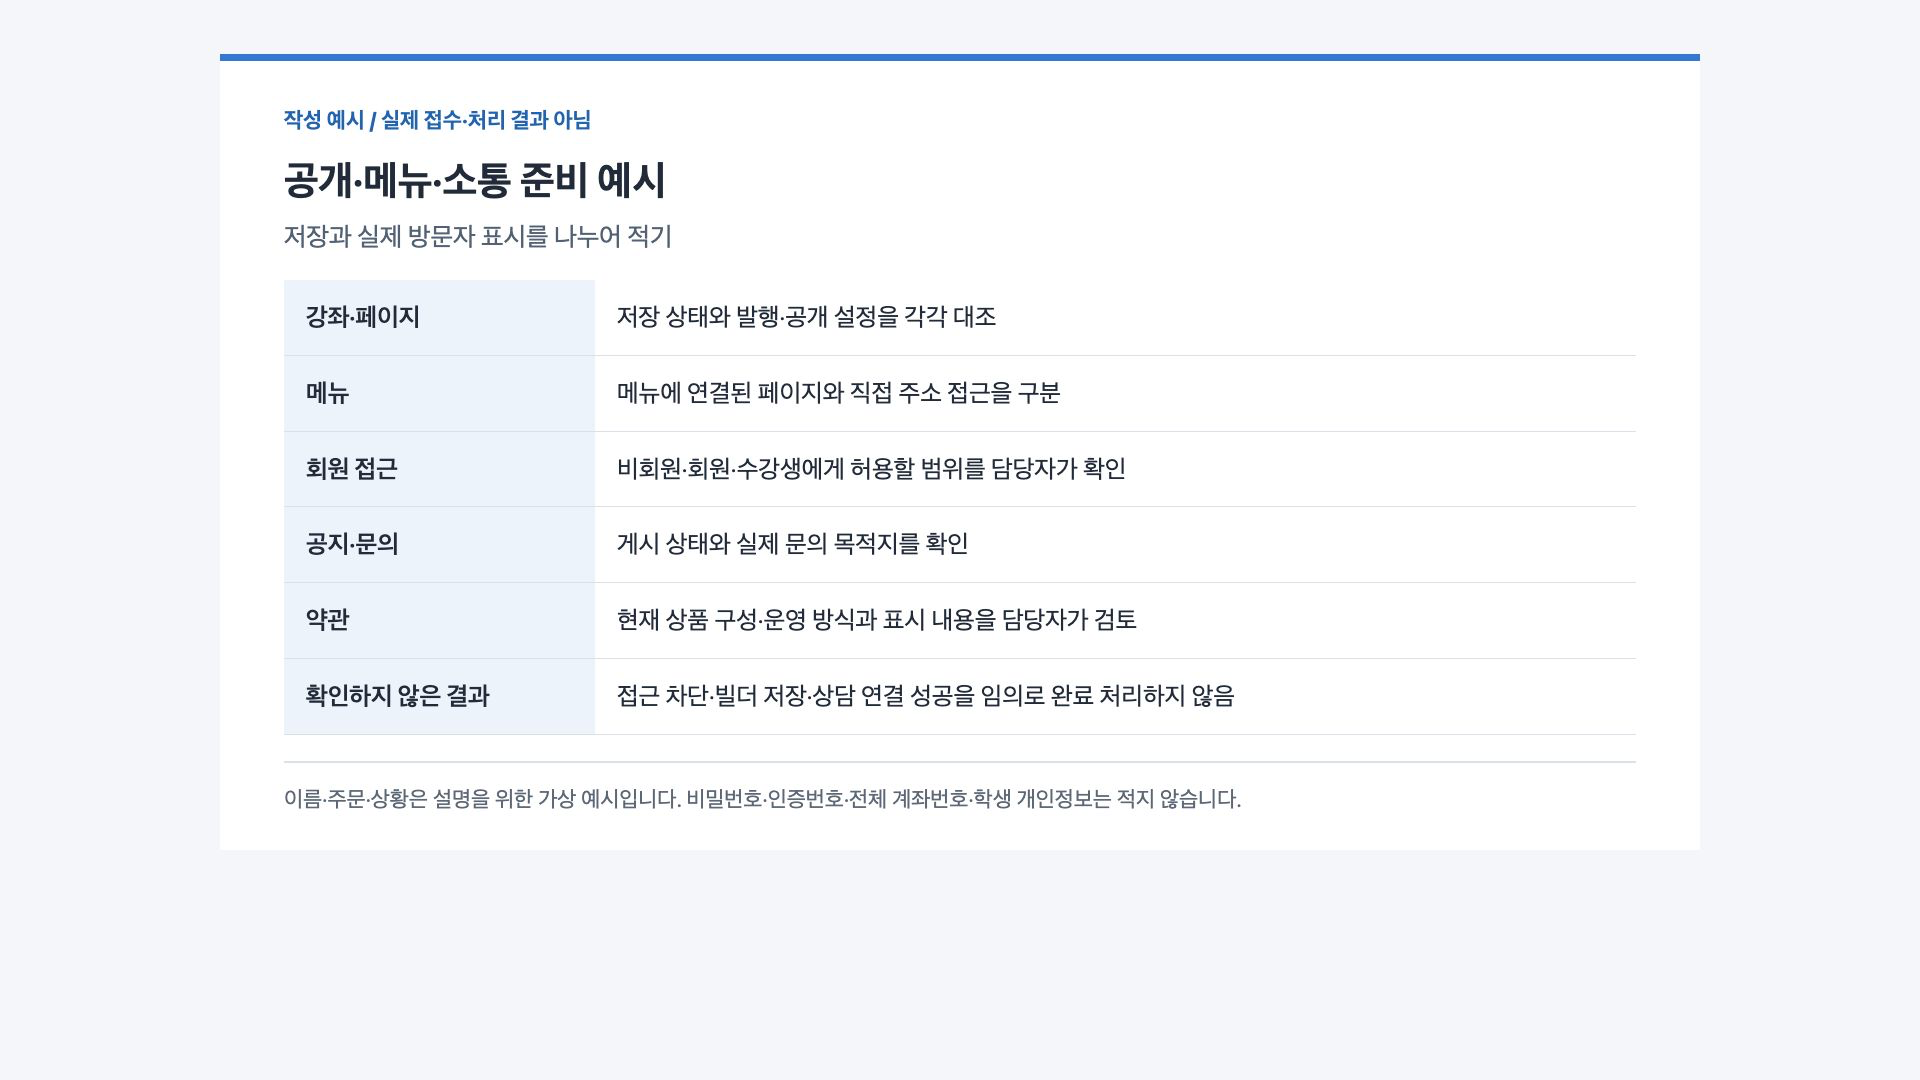 작성 예시 / 실제 접수·처리 결과 아님
공개·메뉴·소통 준비 예시
저장과 실제 방문자 표시를 나누어 적기
강좌·페이지 저장 상태와 발행·공개 설정을 각각 대조
메뉴 메뉴에 연결된 페이지와 직접 주소 접근을 구분
회원 접근 비회원·회원·수강생에게 허용할 범위를 담당자가 확인
공지·문의 게시 상태와 실제 문의 목적지를 확인
약관 현재 상품 구성·운영 방식과 표시 내용을 담당자가 검토
확인하지 않은 결과 접근 차단·빌더 저장·상담 연결 성공을 임의로 완료 처리하지 않음
이름·주문·상황은 설명을 위한 가상 예시입니다. 비밀번호·인증번호·전체 계좌번호·학생 개인정보는 적지 않습니다.